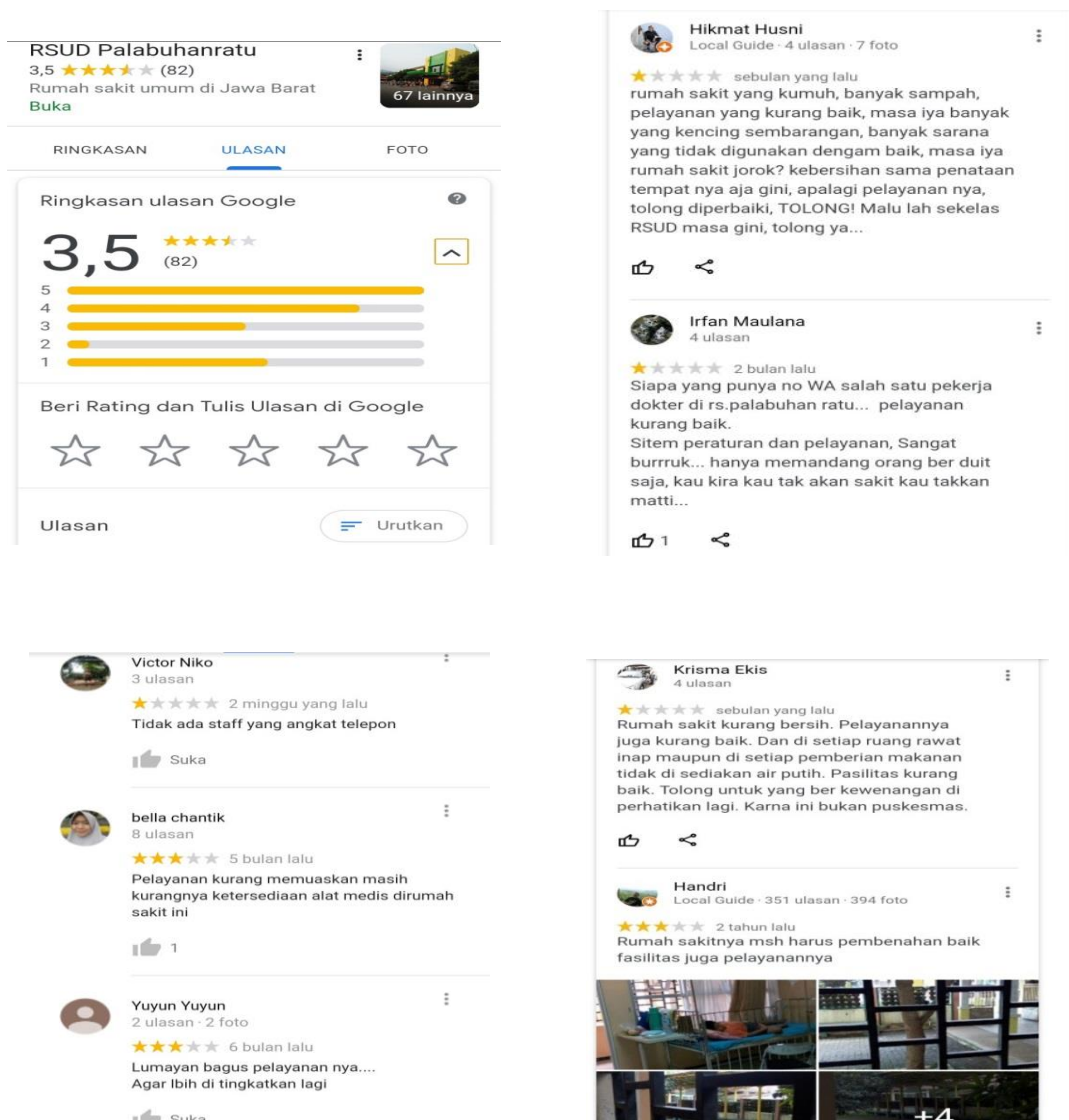 RSUD Palabuhanratu
3,5 (82)
Rumah sakit umum di Jawa Barat
Buka
67 lainnya
RINGKASAN ULASAN FOTO
Ringkasan ulasan Google
3,5
(82)
5
4
3
2
1
Beri Rating dan Tulis Ulasan di Google
Ulasan
Urutkan
Hikmat Husni
Local Guide · 4 ulasan · 7 foto
sebulan yang lalu
rumah sakit yang kumuh, banyak sampah,
pelayanan yang kurang baik, masa iya banyak
yang kencing sembarangan, banyak sarana
yang tidak digunakan dengam baik, masa iya
rumah sakit jorok? kebersihan sama penataan
tempat nya aja gini, apalagi pelayanan nya,
tolong diperbaiki, TOLONG! Malu lah sekelas
RSUD masa gini, tolong ya...
Irfan Maulana
4 ulasan
2 bulan lalu
Siapa yang punya no WA salah satu pekerja
dokter di rs.palabuhan ratu... pelayanan
kurang baik.
Sitem peraturan dan pelayanan, Sangat
burrruk... hanya memandang orang ber duit
saja, kau kira kau tak akan sakit kau takkan
matti...
1
Victor Niko
3 ulasan
2 minggu yang lalu
Tidak ada staff yang angkat telepon
Suka
bella chantik
8 ulasan
5 bulan lalu
Pelayanan kurang memuaskan masih
kurangnya ketersediaan alat medis dirumah
sakit ini
1
Yuyun Yuyun
2 ulasan · 2 foto
6 bulan lalu
Lumayan bagus pelayanan nya....
Agar lbih di tingkatkan lagi
Suka
Krisma Ekis
4 ulasan
sebulan yang lalu
Rumah sakit kurang bersih. Pelayanannya
juga kurang baik. Dan di setiap ruang rawat
inap maupun di setiap pemberian makanan
tidak di sediakan air putih. Pasilitas kurang
baik. Tolong untuk yang ber kewenangan di
perhatikan lagi. Karna ini bukan puskesmas.
Handri
Local Guide · 351 ulasan · 394 foto
2 tahun lalu
Rumah sakitnya msh harus pembenahan baik
fasilitas juga pelayanannya
+4